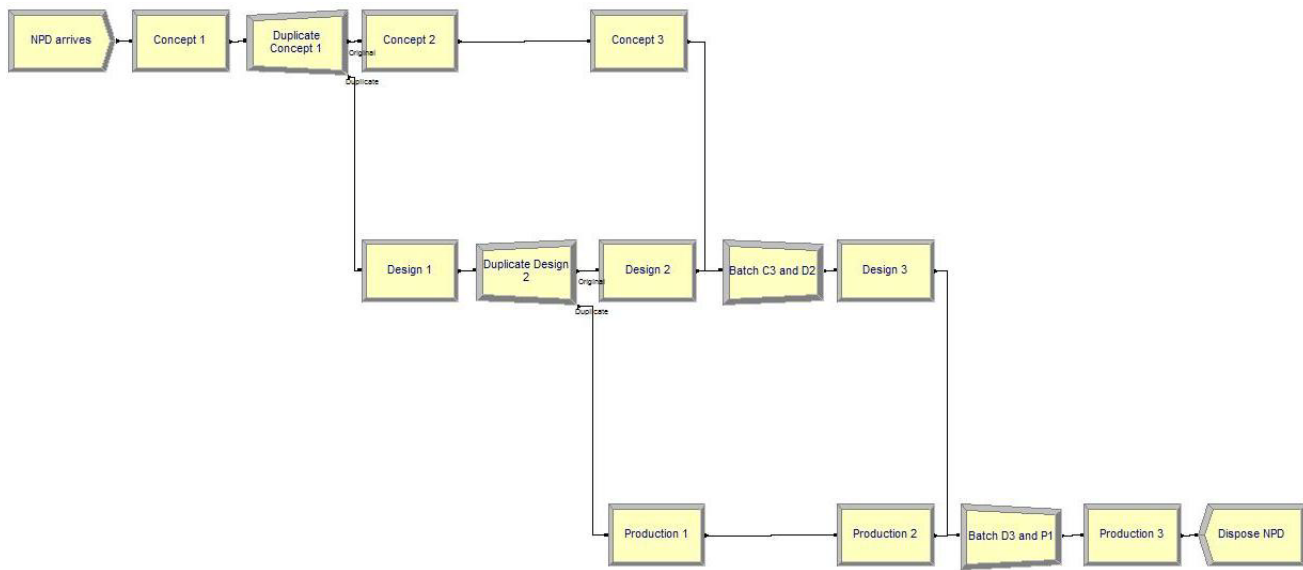 NPD arrives
Concept 1
Duplicate
Concept 1
Original
Duplicate
Concept 2
Concept 3
Design 1
Duplicate Design
2
Original
Duplicate
Design 2
Batch C3 and D2
Design 3
Production 1
Production 2
Batch D3 and P1
Production 3
Dispose NPD